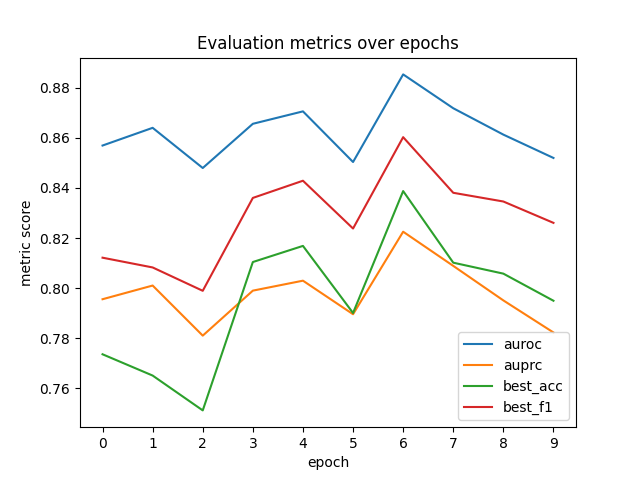 Evaluation metrics over epochs
metric score
0.88
0.86
0.84
0.82
0.80
0.78
0.76
auroc
auprc
best_acc
best_f1
0 1 2 3 4 5 6 7 8 9
epoch